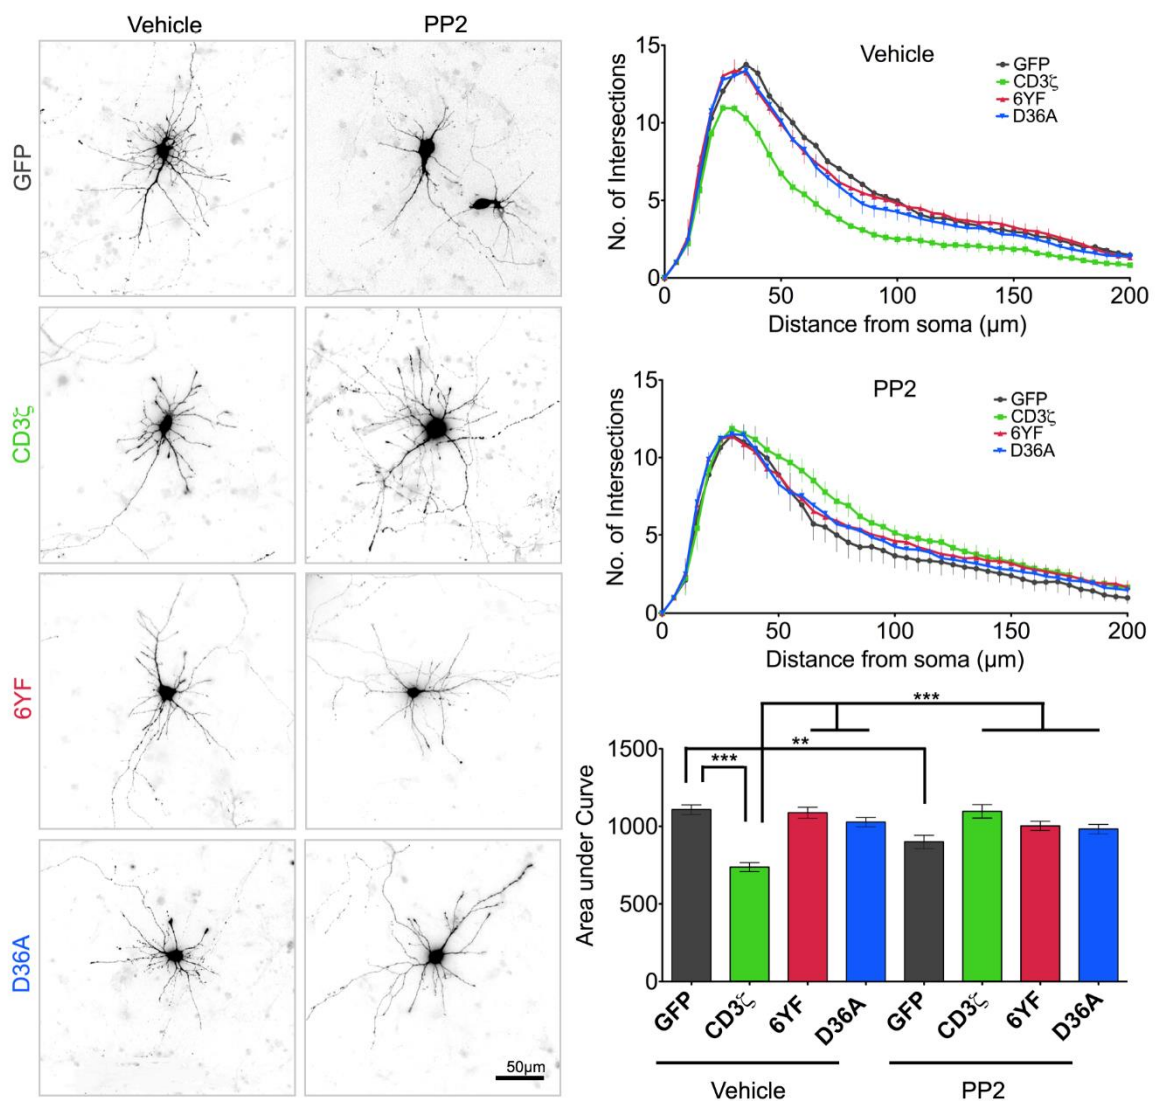 Vehicle
PP2
GFP
CD3ζ
6YF
D36A
50µm
Vehicle
GFP
CD3ζ
6YF
D36A
No. of Intersections
15
10
5
0
0 50 100 150 200
Distance from soma (µm)
PP2
GFP
CD3ζ
6YF
D36A
No. of Intersections
15
10
5
0
0 50 100 150 200
Distance from soma (µm)
***
**
***
Area under Curve
1500
1000
500
0
GFP CD3ζ 6YF D36A GFP CD3ζ 6YF D36A
Vehicle PP2